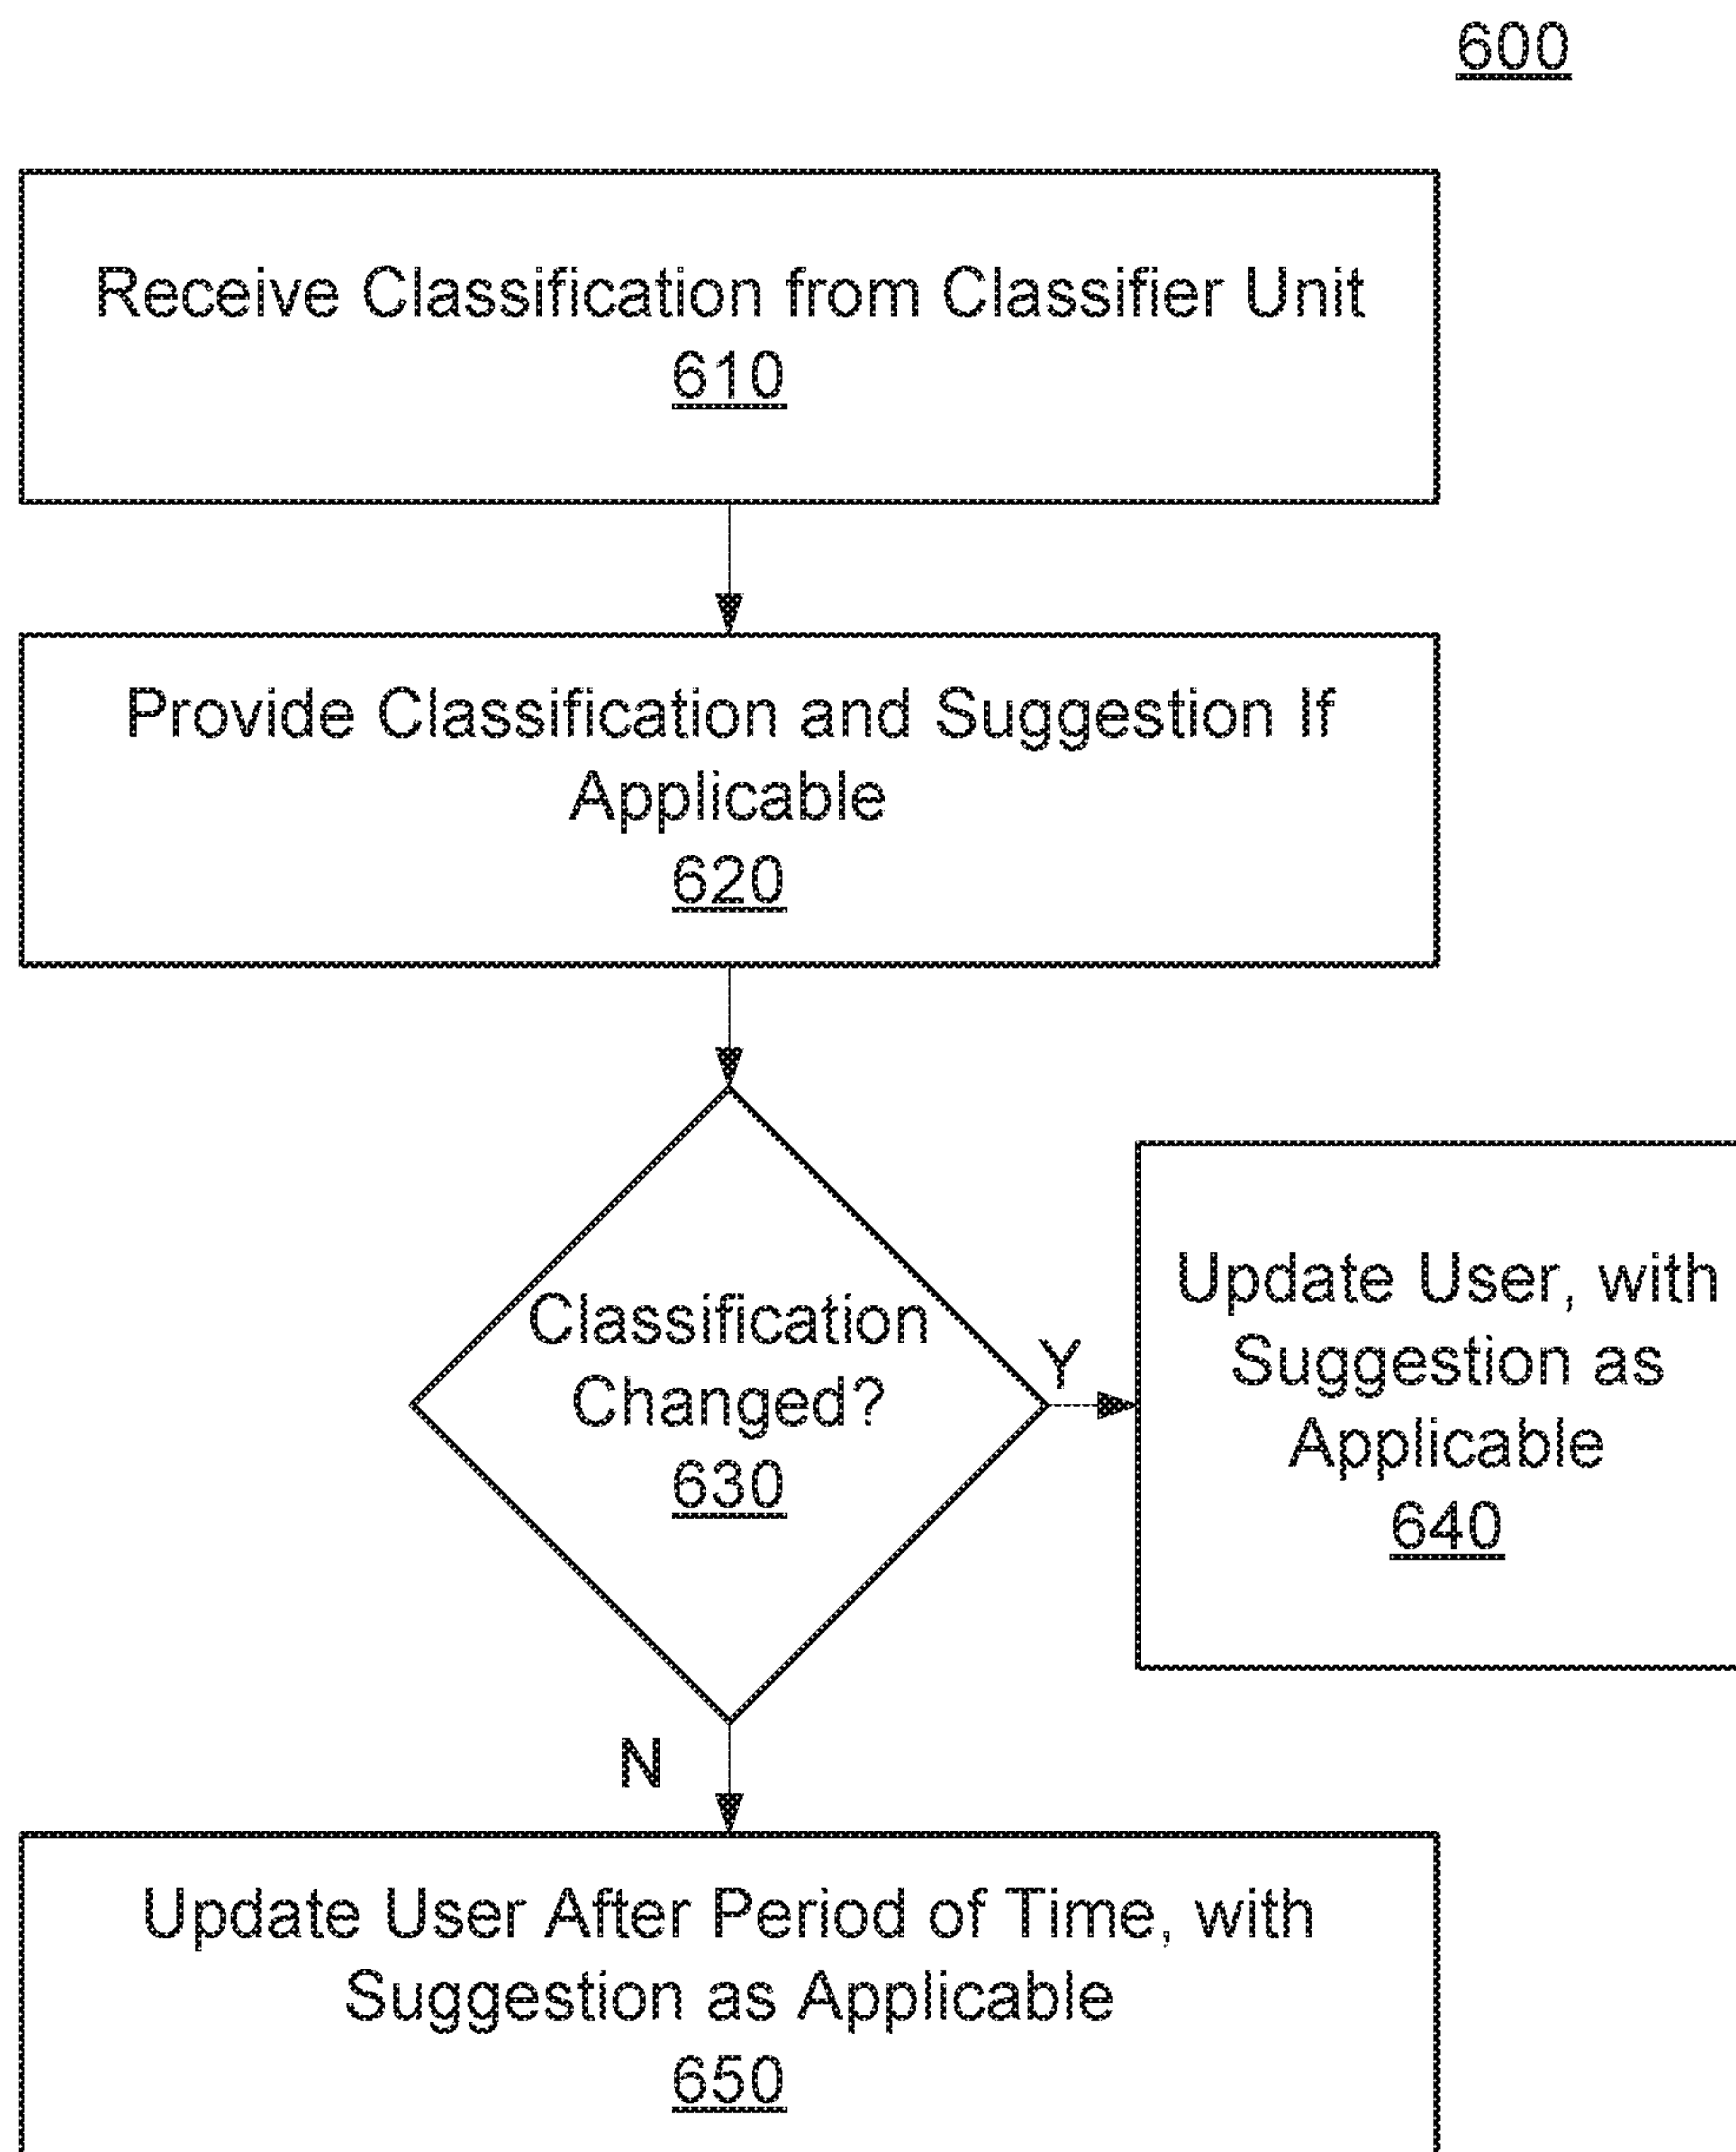 600
Receive Classification from Classifier Unit
610
Provide Classification and Suggestion If
Applicable
620
Classification
Changed?
630
Y
Update User, with
Suggestion as
Applicable
640
N
Update User After Period of Time, with
Suggestion as Applicable
650